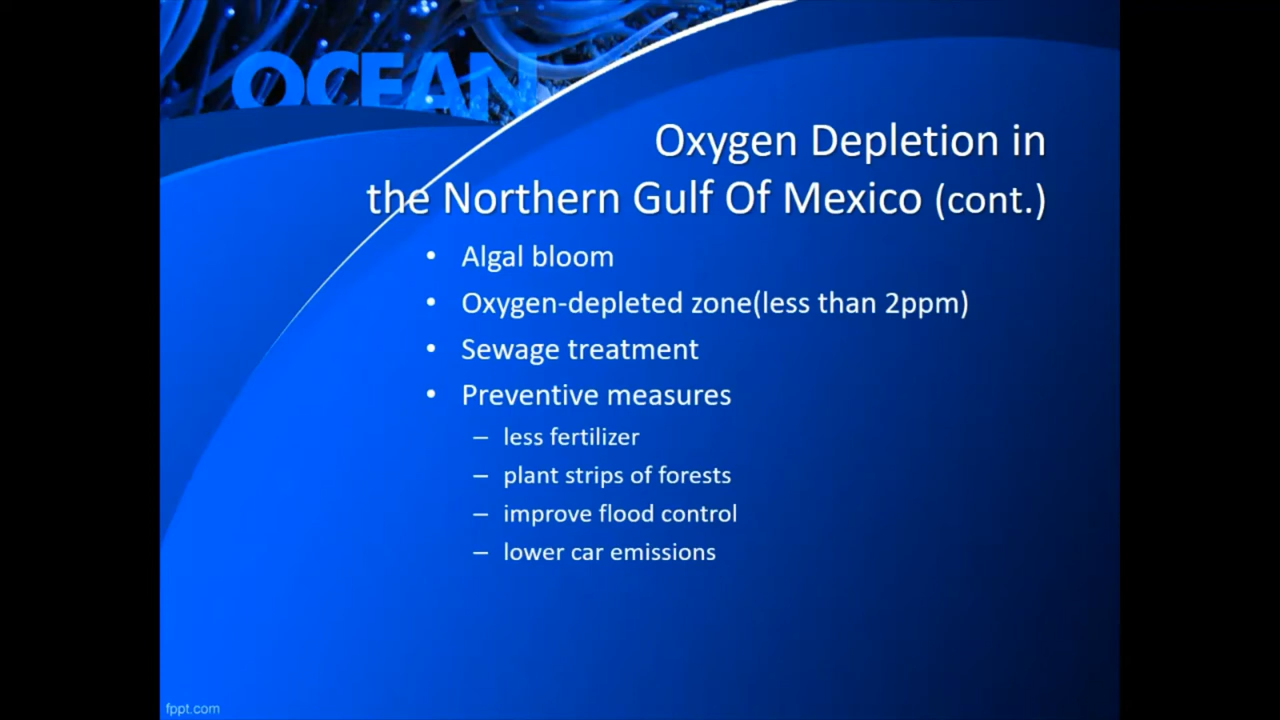 OCEAN
Oxygen Depletion in
the Northern Gulf Of Mexico (cont.)
• Algal bloom
• Oxygen-depleted zone(less than 2ppm)
• Sewage treatment
• Preventive measures
– less fertilizer
– plant strips of forests
– improve flood control
– lower car emissions
fppt.com